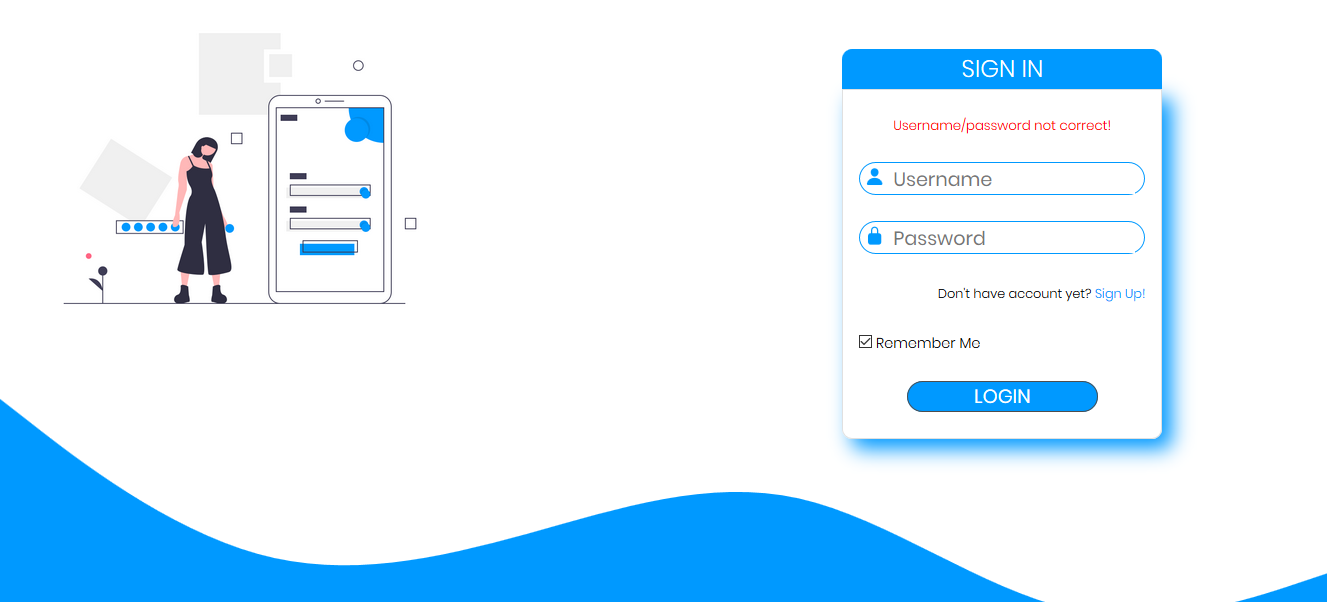 SIGN IN
Username/password not correct!
Username
Password
Don't have account yet? Sign Up!
Remember Me
LOGIN